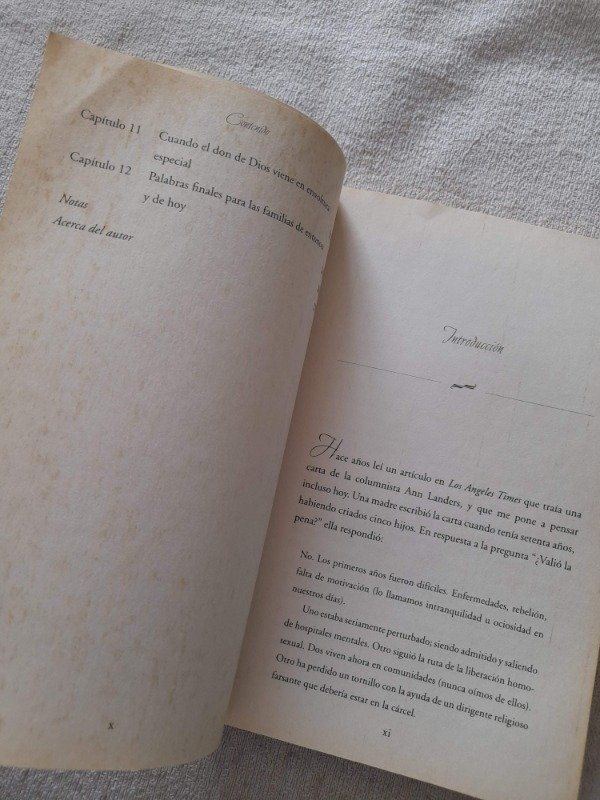 Contenido
Capítulo 11 Cuando el don de Dios viene en envoltura
especial
Capítulo 12 Palabras finales para las familias de entonces
y de hoy
Notas
Acerca del autor
x
Introducción
Hace años leí un artículo en Los Angeles Times que traía una
carta de la columnista Ann Landers, y que me pone a pensar
incluso hoy. Una madre escribió la carta cuando tenía setenta años,
habiendo criados cinco hijos. En respuesta a la pregunta “¿Valió la
pena?” ella respondió:
No. Los primeros años fueron difíciles. Enfermedades, rebelión,
falta de motivación (lo llamamos intranquilidad u ociosidad en
nuestros días).
Uno estaba seriamente perturbado; siendo admitido y saliendo
de hospitales mentales. Otro siguió la ruta de la liberación homo-
sexual. Dos viven ahora en comunidades (nunca oímos de ellos).
Otro ha perdido un tornillo con la ayuda de un dirigente religioso
farsante que debería estar en la cárcel.
xi